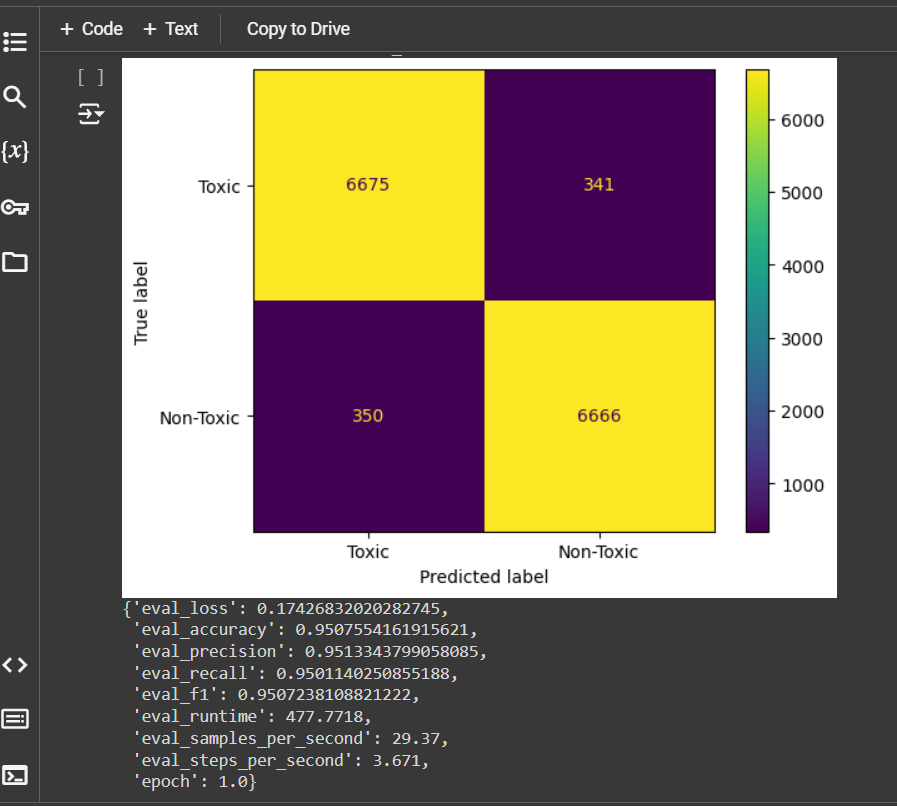 + Code + Text Copy to Drive
[ ]
{x}
Toxic
Non-Toxic
True label
6675 341
350 6666
6000
5000
4000
3000
2000
1000
Toxic Non-Toxic
Predicted label
{'eval_loss': 0.17426832020282745,
'eval_accuracy': 0.9507554161915621,
'eval_precision': 0.9513343799058085,
'eval_recall': 0.9501140250855188,
'eval_f1': 0.9507238108821222,
'eval_runtime': 477.7718,
'eval_samples_per_second': 29.37,
'eval_steps_per_second': 3.671,
'epoch': 1.0}